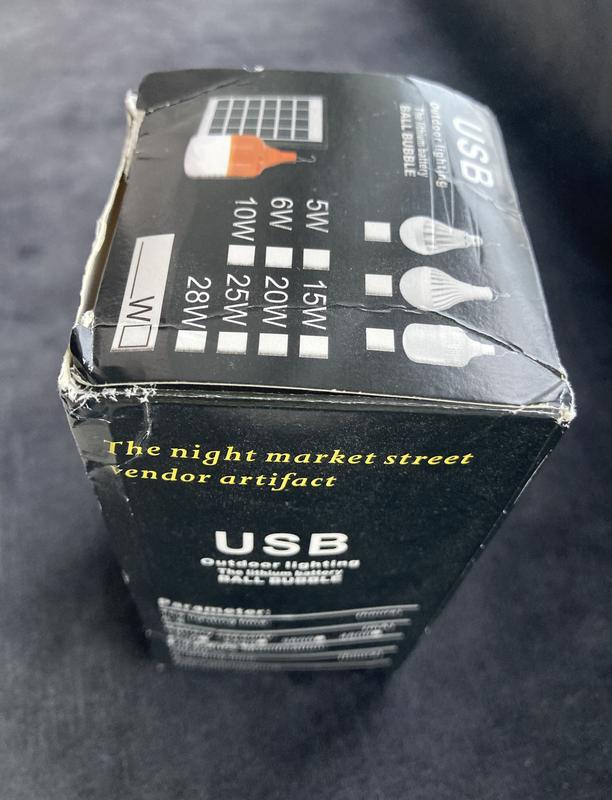 USB
Outdoor lighting
The lithium battery
BALL BUBBLE
5W
6W
10W
15W
20W
25W
28W
___W
The night market street
vendor artifact
USB
Outdoor lighting
The lithium battery
BALL BUBBLE
Parameter: